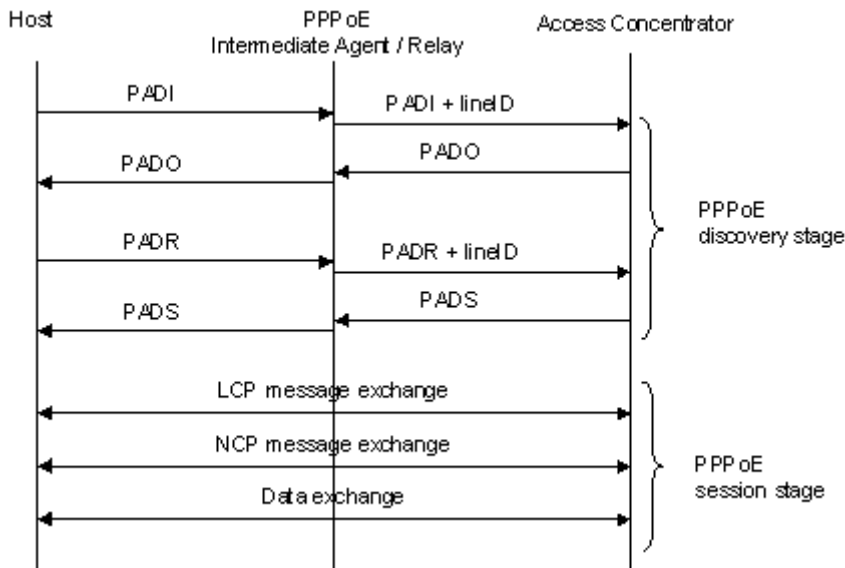 Host
PPPoE
Intermediate Agent / Relay
Access Concentrator
PADI
PADI + lineID
PADO
PADO
PPPoE
discovery stage
PADR
PADR + lineID
PADS
PADS
LCP message exchange
NCP message exchange
PPPoE
session stage
Data exchange